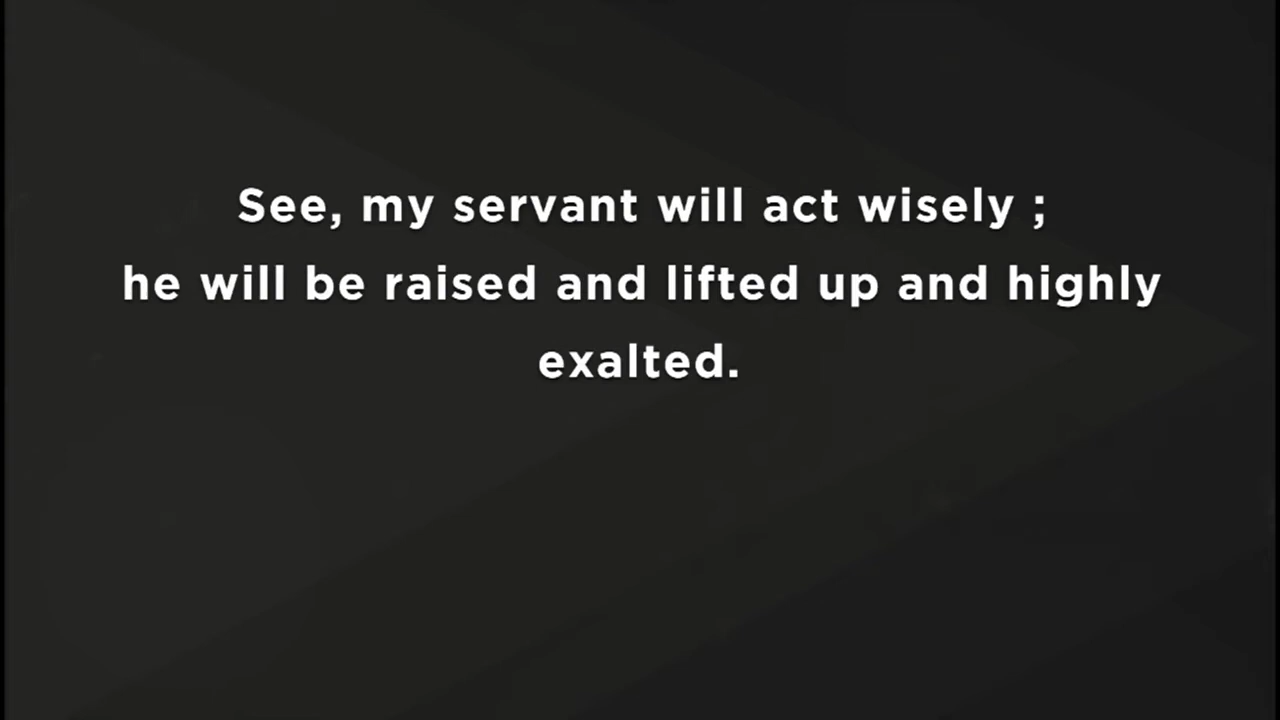 See, my servant will act wisely ;
he will be raised and lifted up and highly
exalted.